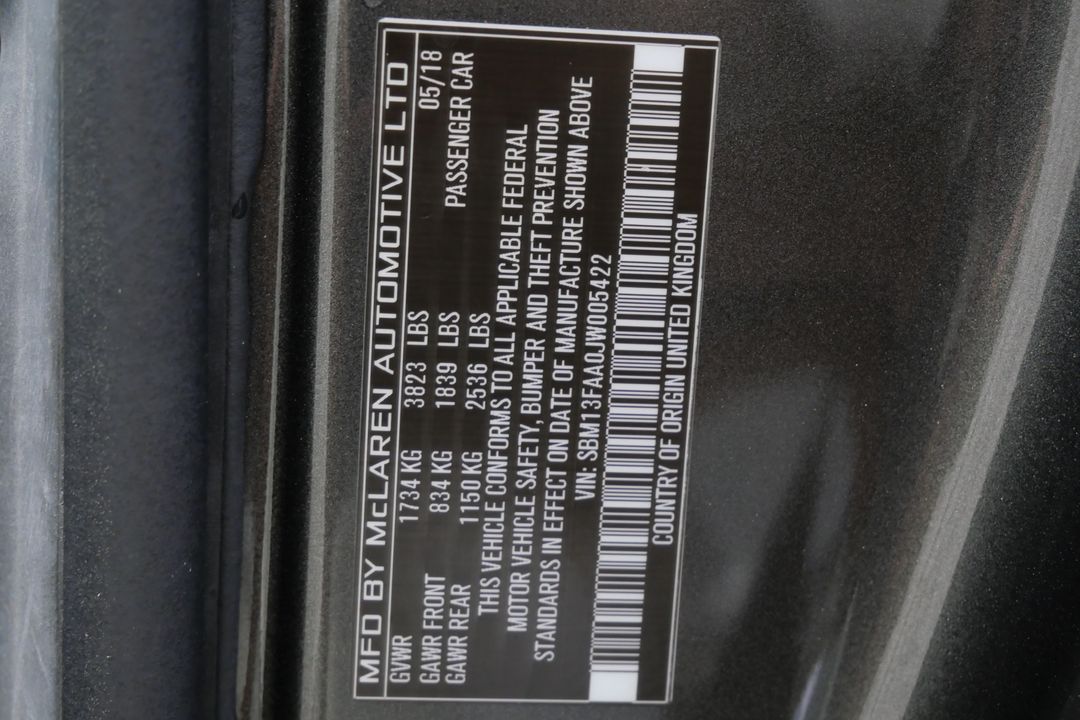 MFD BY McLAREN AUTOMOTIVE LTD
GVWR 1734 KG 3823 LBS 05/18
GAWR FRONT 834 KG 1839 LBS PASSENGER CAR
GAWR REAR 1150 KG 2536 LBS
THIS VEHICLE CONFORMS TO ALL APPLICABLE FEDERAL
MOTOR VEHICLE SAFETY, BUMPER AND THEFT PREVENTION
STANDARDS IN EFFECT ON DATE OF MANUFACTURE SHOWN ABOVE
VIN: SBM13FAA0JW005422
COUNTRY OF ORIGIN UNITED KINGDOM